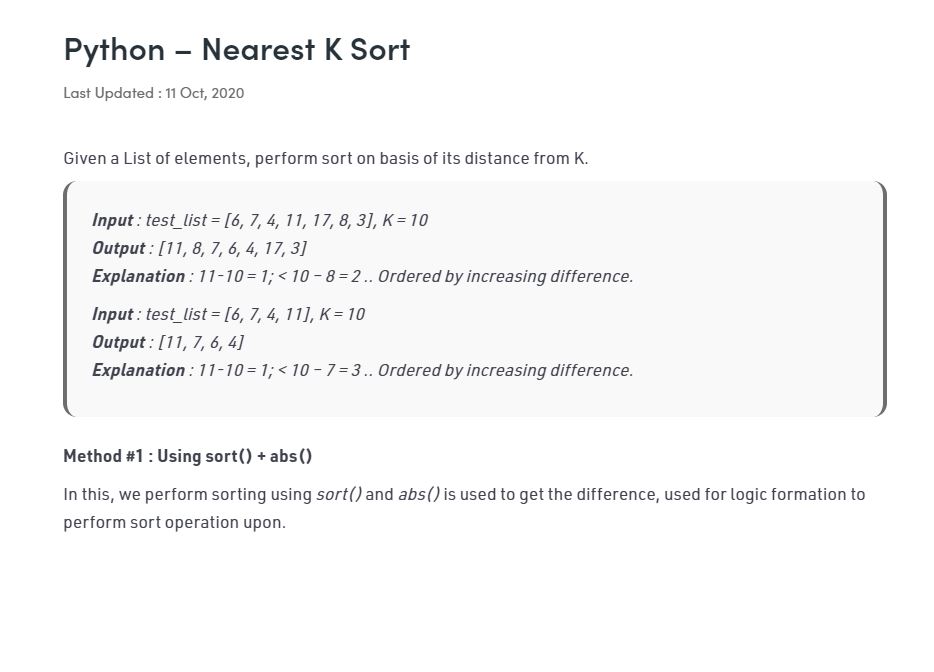 Python – Nearest K Sort
Last Updated : 11 Oct, 2020
Given a List of elements, perform sort on basis of its distance from K.
Input : test_list = [6, 7, 4, 11, 17, 8, 3], K = 10
Output : [11, 8, 7, 6, 4, 17, 3]
Explanation : 11-10 = 1; < 10 – 8 = 2 .. Ordered by increasing difference.
Input : test_list = [6, 7, 4, 11], K = 10
Output : [11, 7, 6, 4]
Explanation : 11-10 = 1; < 10 – 7 = 3 .. Ordered by increasing difference.
Method #1 : Using sort() + abs()
In this, we perform sorting using sort() and abs() is used to get the difference, used for logic formation to
perform sort operation upon.